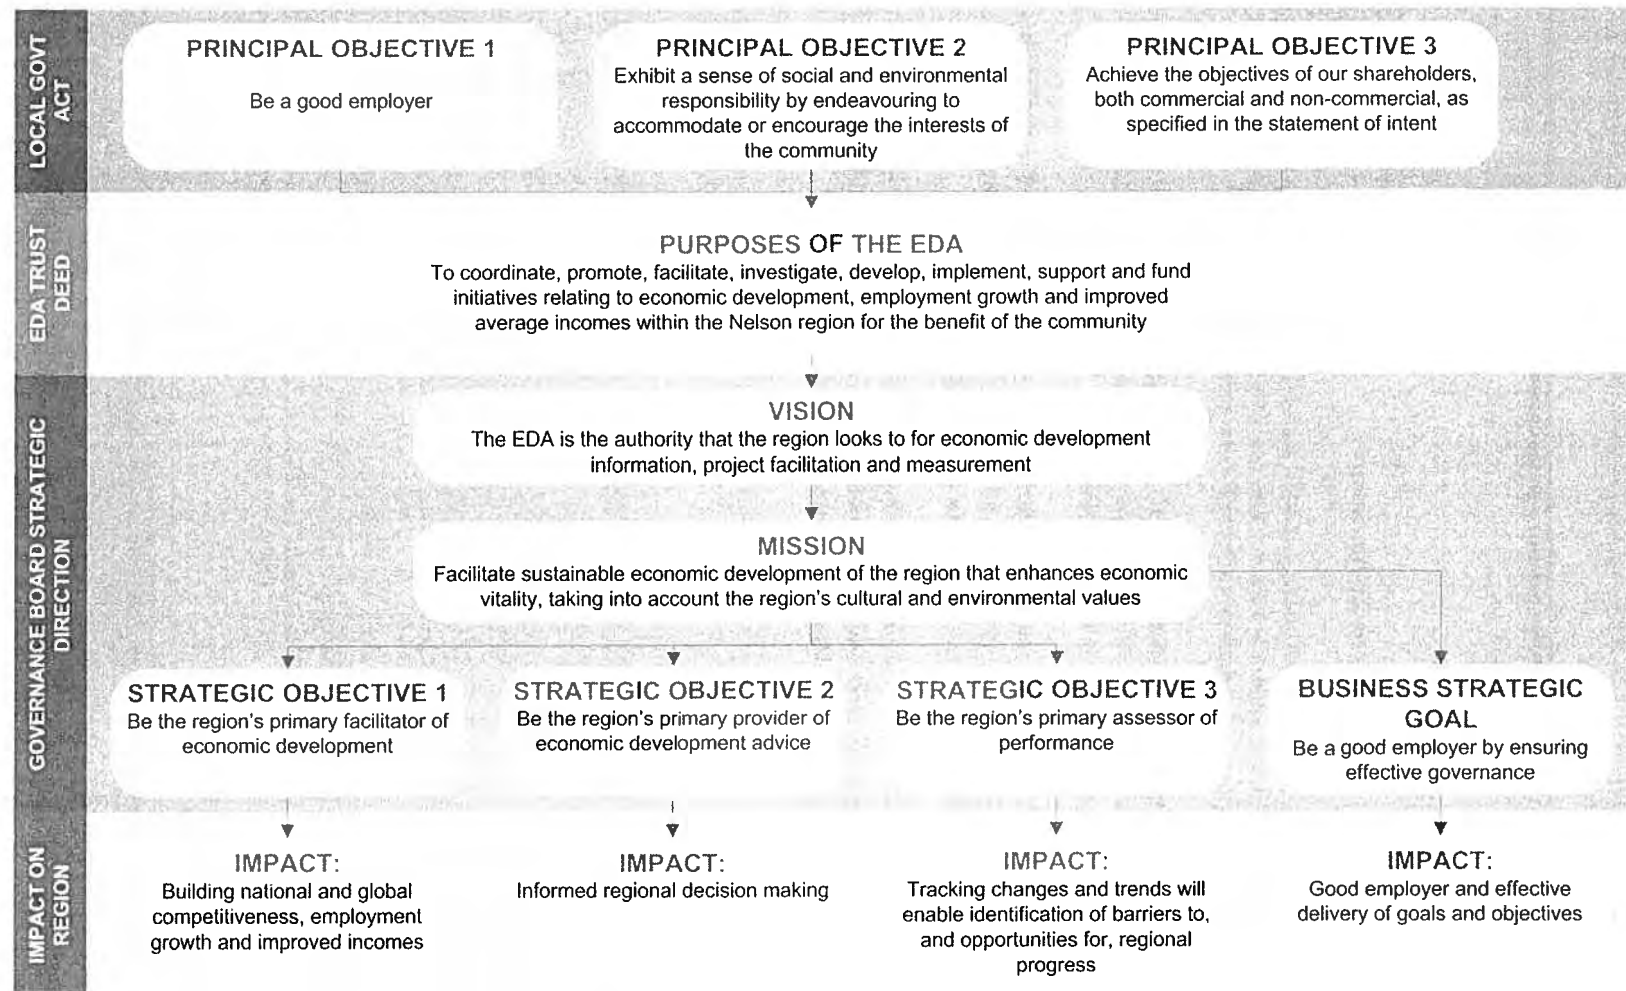 LOCAL GOVT
ACT
PRINCIPAL OBJECTIVE 1
Be a good employer
PRINCIPAL OBJECTIVE 2
Exhibit a sense of social and environmental
responsibility by endeavouring to
accommodate or encourage the interests of
the community
PRINCIPAL OBJECTIVE 3
Achieve the objectives of our shareholders,
both commercial and non-commercial, as
specified in the statement of intent
EDA TRUST
DEED
PURPOSES OF THE EDA
To coordinate, promote, facilitate, investigate, develop, implement, support and fund
initiatives relating to economic development, employment growth and improved
average incomes within the Nelson region for the benefit of the community
GOVERNANCE BOARD STRATEGIC
DIRECTION
VISION
The EDA is the authority that the region looks to for economic development
information, project facilitation and measurement
MISSION
Facilitate sustainable economic development of the region that enhances economic
vitality, taking into account the region's cultural and environmental values
STRATEGIC OBJECTIVE 1
Be the region's primary facilitator of
economic development
STRATEGIC OBJECTIVE 2
Be the region's primary provider of
economic development advice
STRATEGIC OBJECTIVE 3
Be the region's primary assessor of
performance
BUSINESS STRATEGIC
GOAL
Be a good employer by ensuring
effective governance
IMPACT ON
REGION
IMPACT:
Building national and global
competitiveness, employment
growth and improved incomes
IMPACT:
Informed regional decision making
IMPACT:
Tracking changes and trends will
enable identification of barriers to,
and opportunities for, regional
progress
IMPACT:
Good employer and effective
delivery of goals and objectives